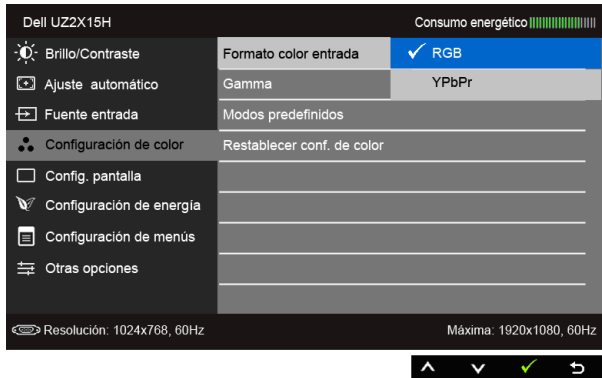 Dell UZ2X15H Consumo energético
Brillo/Contraste Formato color entrada RGB
Ajuste automático Gamma YPbPr
Fuente entrada Modos predefinidos
Configuración de color Restablecer conf. de color
Config. pantalla
Configuración de energía
Configuración de menús
Otras opciones
Resolución: 1024x768, 60Hz Máxima: 1920x1080, 60Hz